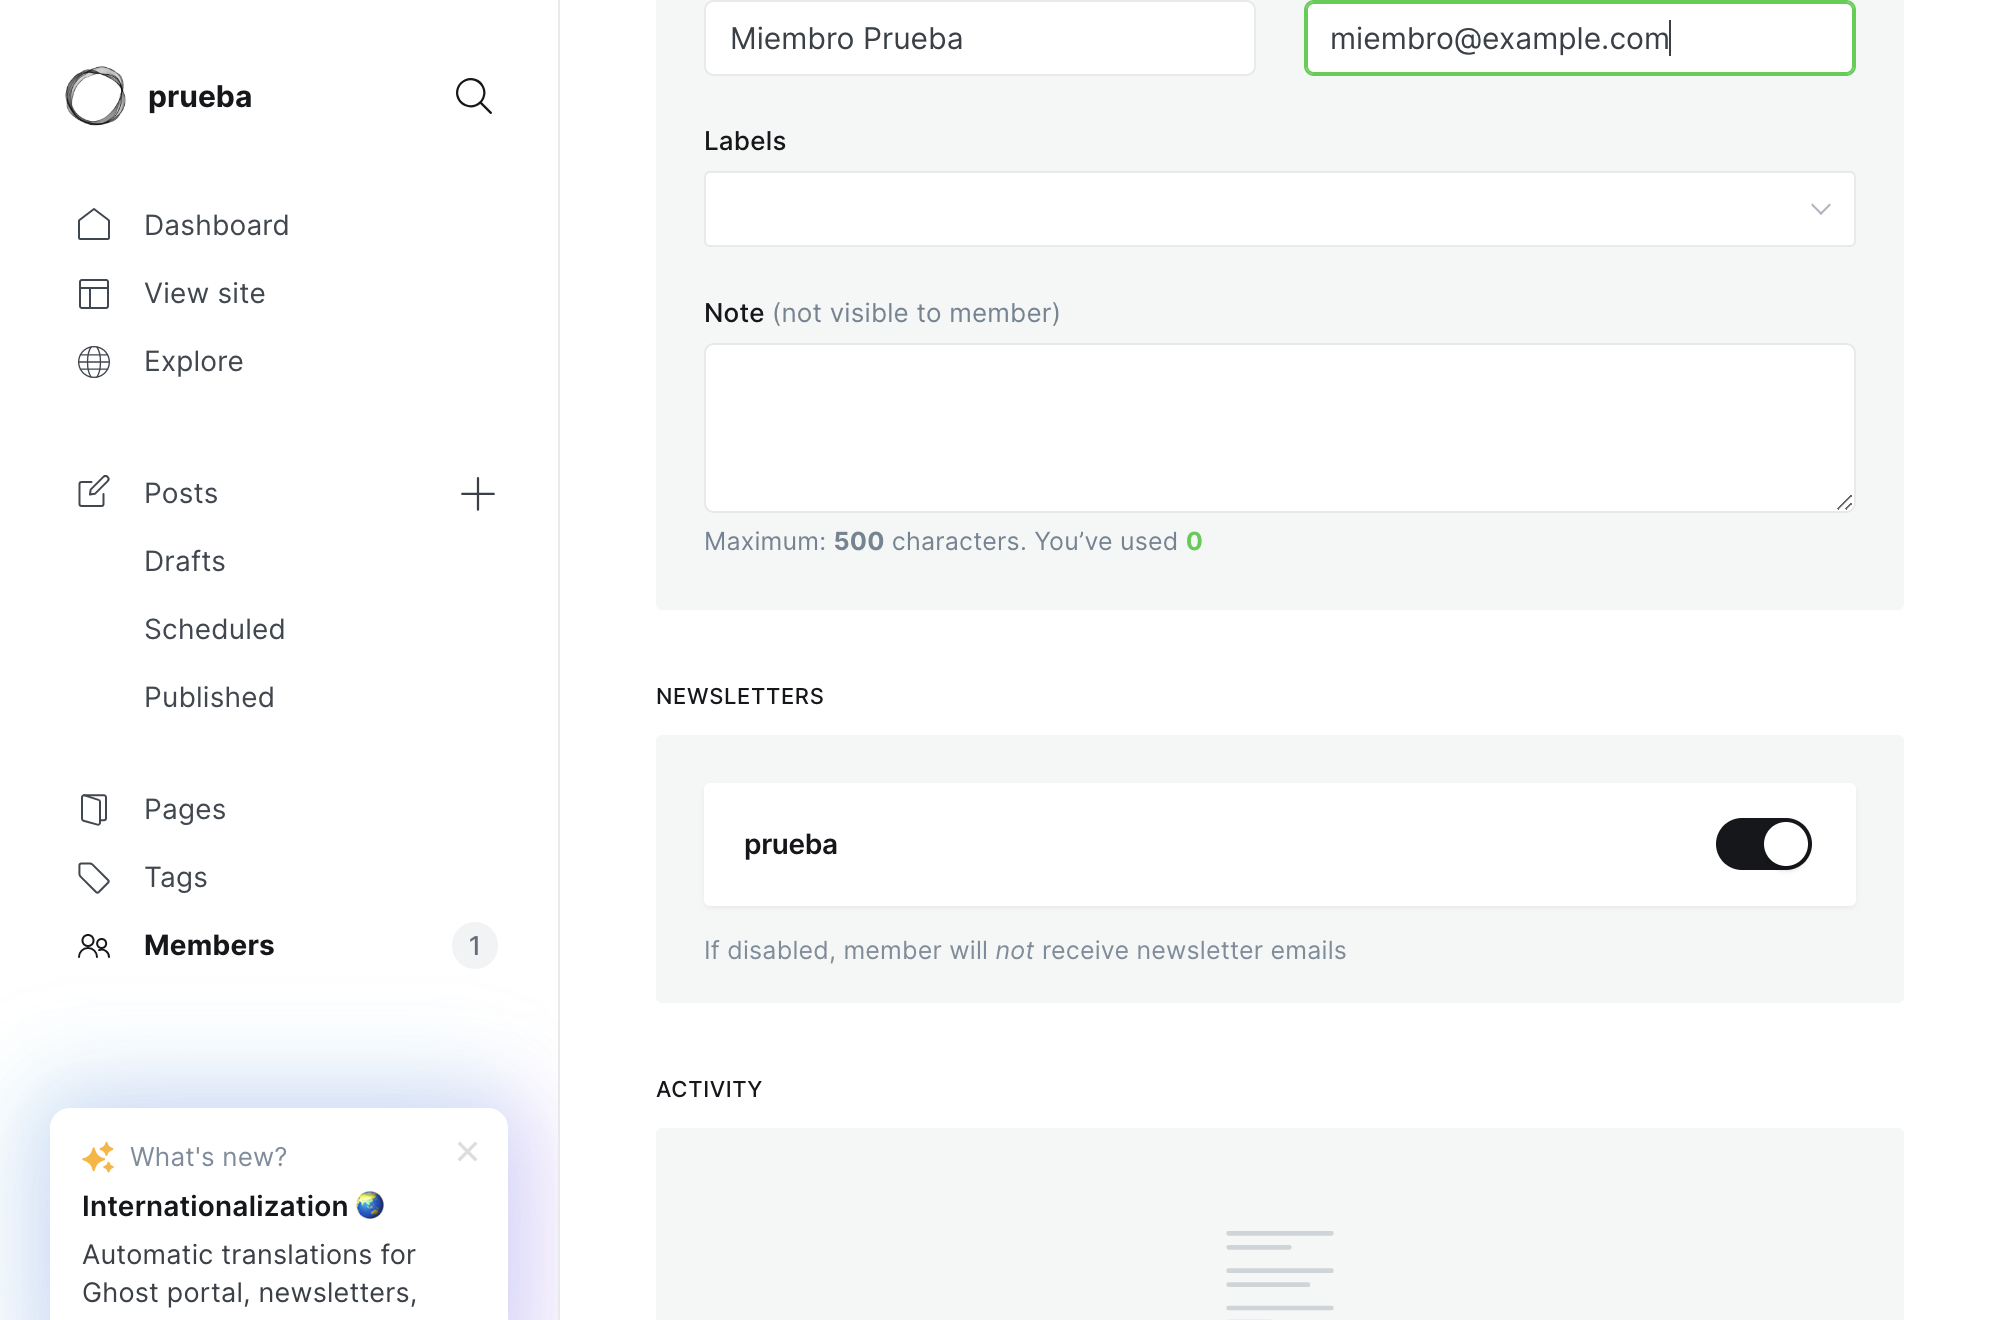 prueba
Dashboard
View site
Explore
Posts
Drafts
Scheduled
Published
Pages
Tags
Members 1
What's new?
Internationalization
Automatic translations for
Ghost portal, newsletters,
Miembro Prueba
miembro@example.com
Labels
Note (not visible to member)
Maximum: 500 characters. You’ve used 0
NEWSLETTERS
prueba
If disabled, member will not receive newsletter emails
ACTIVITY